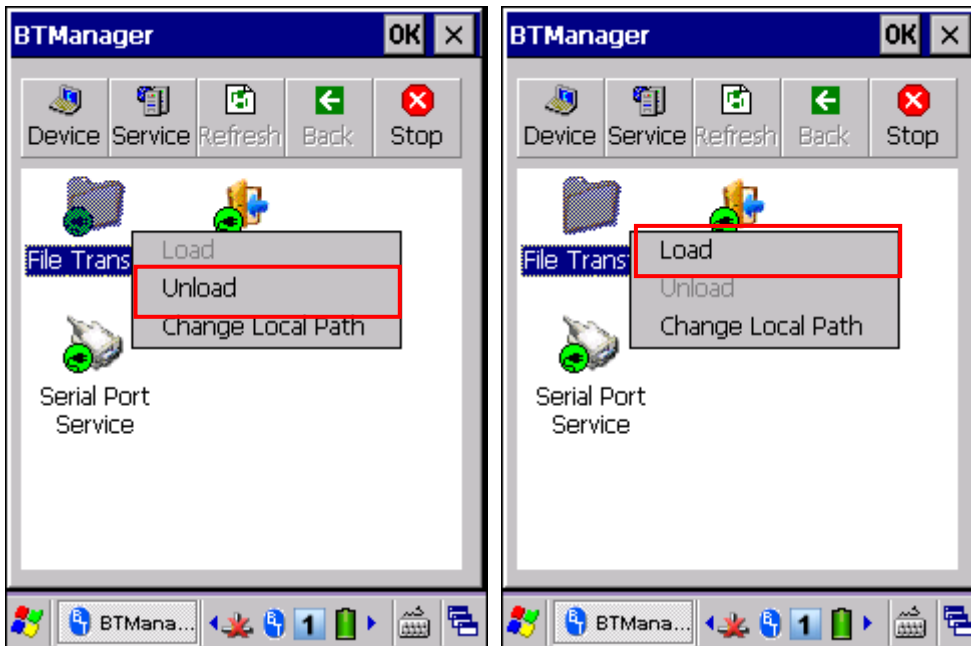 BTManager OK
Device Service Refresh Back Stop
File Trans
Load
Unload
Change Local Path
Serial Port
Service
BTMana... 1
BTManager OK
Device Service Refresh Back Stop
File Trans
Load
Unload
Change Local Path
Serial Port
Service
BTMana... 1